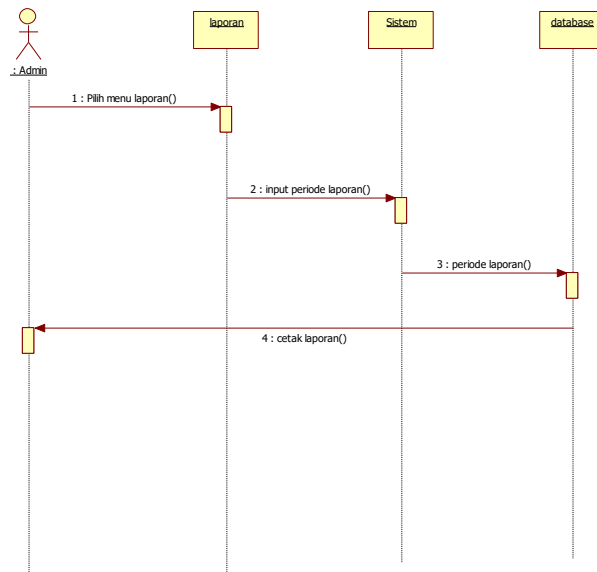 laporan
Sistem
database
: Admin
1 : Pilih menu laporan()
2 : input periode laporan()
3 : periode laporan()
4 : cetak laporan()